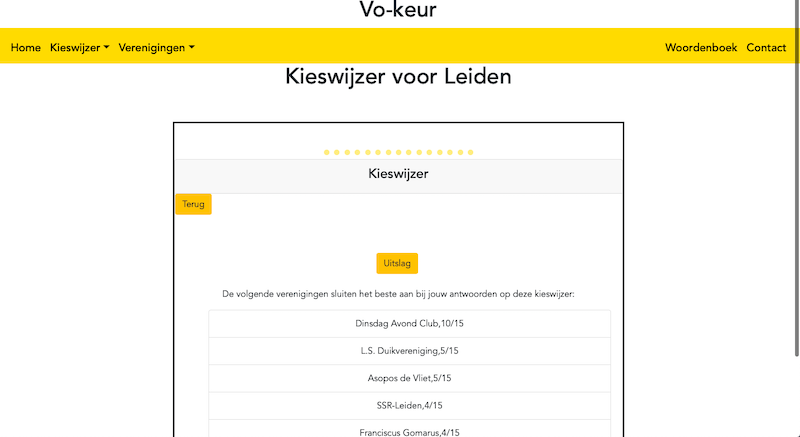 Vo-keur
Home Kieswijzer Verenigingen Woordenboek Contact
Kieswijzer voor Leiden
Kieswijzer
Terug
Uitslag
De volgende verenigingen sluiten het beste aan bij jouw antwoorden op deze kieswijzer:
Dinsdag Avond Club,10/15
L.S. Duikvereniging,5/15
Asopos de Vliet,5/15
SSR-Leiden,4/15
Franciscus Gomarus,4/15